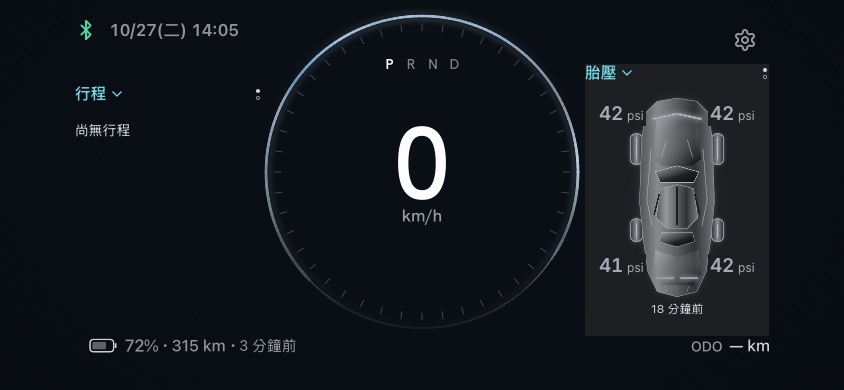 10/27(二) 14:05
P R N D
行程
尚無行程
0
km/h
胎壓
42 psi 42 psi
41 psi 42 psi
18 分鐘前
72% · 315 km · 3 分鐘前
ODO — km